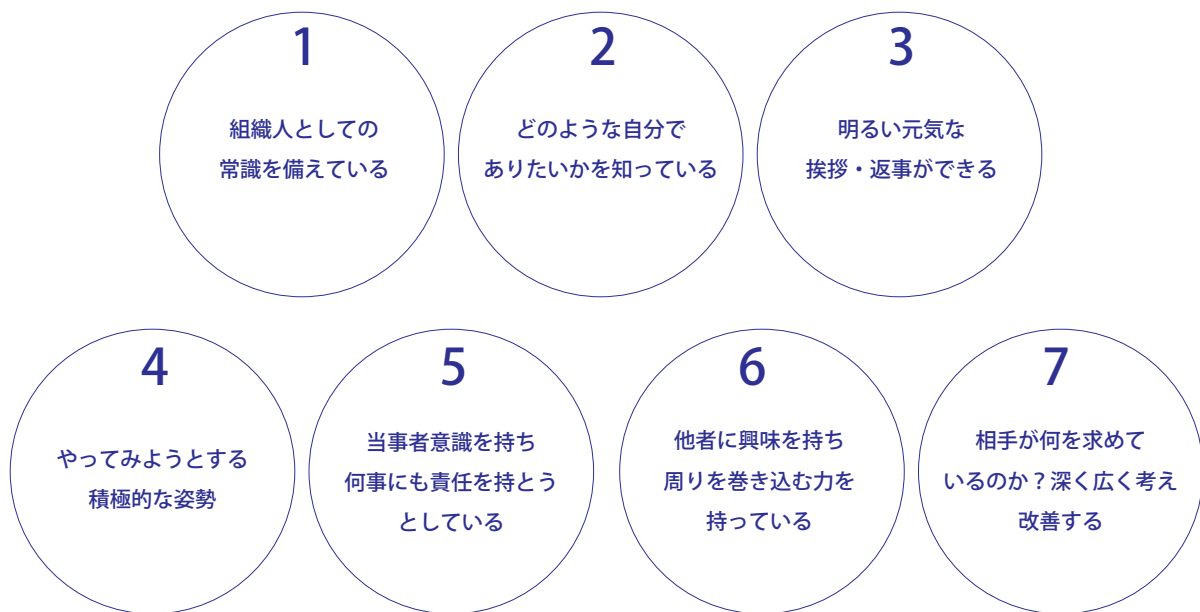 1
組織人としての
常識を備えている
2
どのような自分で
ありたいかを知っている
3
明るい元気な
挨拶・返事ができる
4
やってみようとする
積極的な姿勢
5
当事者意識を持ち
何事にも責任を持とう
としている
6
他者に興味を持ち
周りを巻き込む力を
持っている
7
相手が何を求めて
いるのか？深く広く考え
改善する